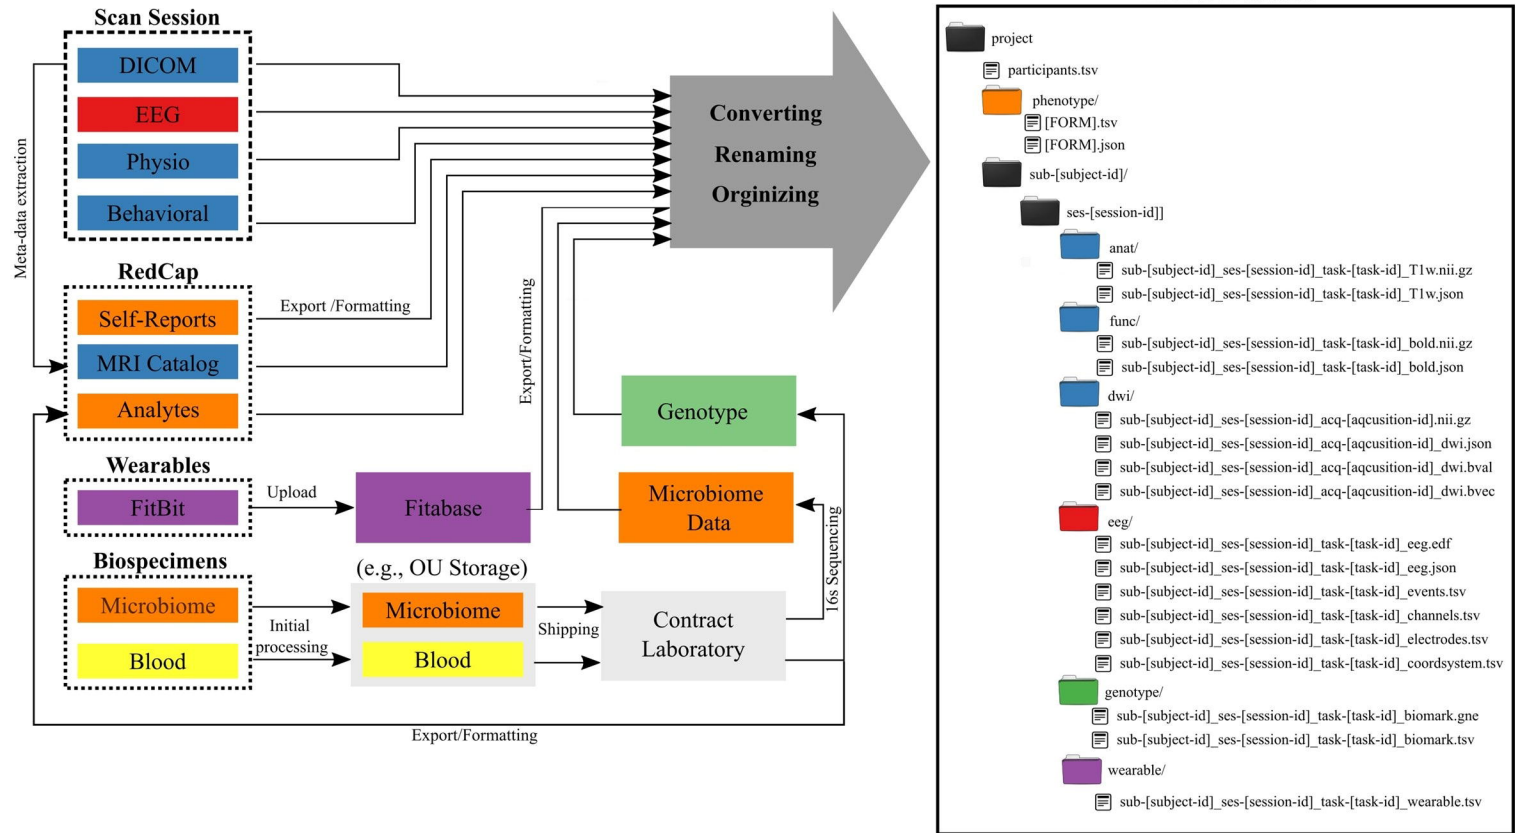 Scan Session
DICOM
EEG
Physio
Behavioral
Meta-data extraction
RedCap
Self-Reports
MRI Catalog
Analytes
Export /Formatting
Wearables
FitBit
Upload
Fitabase
Export/Formatting
Biospecimens
Microbiome
Blood
Initial
processing
(e.g., OU Storage)
Microbiome
Blood
Shipping
Contract
Laboratory
16s Sequencing
Microbiome
Data
Genotype
Export/Formatting
Converting
Renaming
Orginizing
project
participants.tsv
phenotype/
[FORM].tsv
[FORM].json
sub-[subject-id]/
ses-[session-id]]
anat/
sub-[subject-id]_ses-[session-id]_task-[task-id]_T1w.nii.gz
sub-[subject-id]_ses-[session-id]_task-[task-id]_T1w.json
func/
sub-[subject-id]_ses-[session-id]_task-[task-id]_bold.nii.gz
sub-[subject-id]_ses-[session-id]_task-[task-id]_bold.json
dwi/
sub-[subject-id]_ses-[session-id]_acq-[aqcusition-id].nii.gz
sub-[subject-id]_ses-[session-id]_acq-[aqcusition-id]_dwi.json
sub-[subject-id]_ses-[session-id]_acq-[aqcusition-id]_dwi.bval
sub-[subject-id]_ses-[session-id]_acq-[aqcusition-id]_dwi.bvec
eeg/
sub-[subject-id]_ses-[session-id]_task-[task-id]_eeg.edf
sub-[subject-id]_ses-[session-id]_task-[task-id]_eeg.json
sub-[subject-id]_ses-[session-id]_task-[task-id]_events.tsv
sub-[subject-id]_ses-[session-id]_task-[task-id]_channels.tsv
sub-[subject-id]_ses-[session-id]_task-[task-id]_electrodes.tsv
sub-[subject-id]_ses-[session-id]_task-[task-id]_coordsystem.tsv
genotype/
sub-[subject-id]_ses-[session-id]_task-[task-id]_biomark.gne
sub-[subject-id]_ses-[session-id]_task-[task-id]_biomark.tsv
wearable/
sub-[subject-id]_ses-[session-id]_task-[task-id]_wearable.tsv